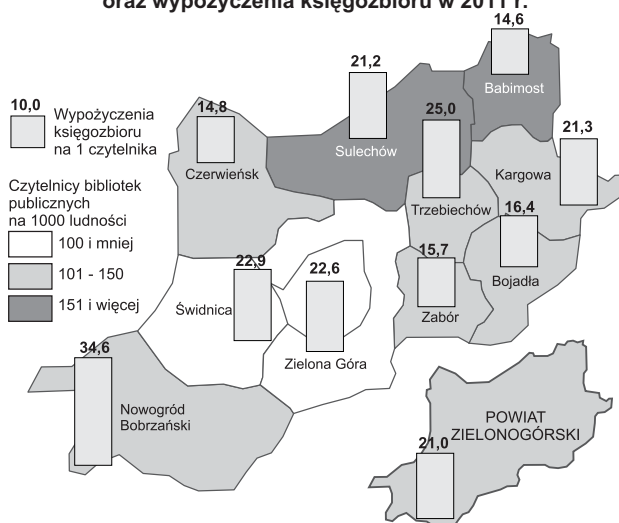 oraz wypożyczenia księgozbioru w 2011 r.
14,6
Babimost
21,2
Sulechów
10,0
Wypożyczenia
księgozbioru
na 1 czytelnika
14,8
Czerwieńsk
25,0
Trzebiechów
21,3
Kargowa
Czytelnicy bibliotek
publicznych
na 1000 ludności
100 i mniej
101 - 150
151 i więcej
16,4
Bojadła
15,7
Zabór
22,9
Świdnica
22,6
Zielona Góra
34,6
Nowogród
Bobrzański
POWIAT
ZIELONOGÓRSKI
21,0